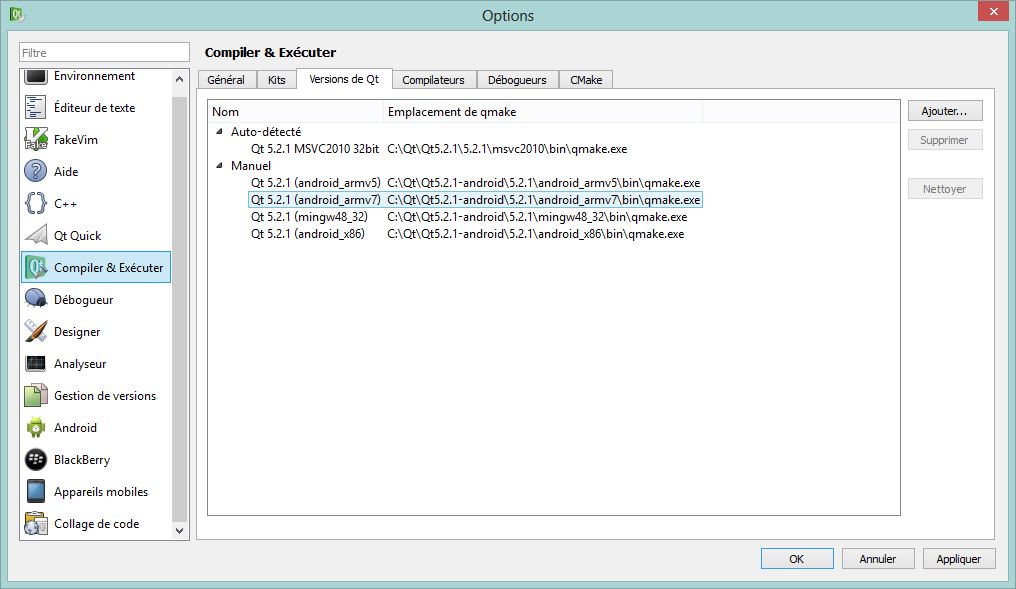 Options
Filtre
Environnement
Éditeur de texte
FakeVim
Aide
C++
Qt Quick
Compiler & Exécuter
Débogueur
Designer
Analyseur
Gestion de versions
Android
BlackBerry
Appareils mobiles
Collage de code
Compiler & Exécuter
Général Kits Versions de Qt Compilateurs Débogueurs CMake
Nom Emplacement de qmake
Auto-détecté
Qt 5.2.1 MSVC2010 32bit C:\Qt\Qt5.2.1\5.2.1\msvc2010\bin\qmake.exe
Manuel
Qt 5.2.1 (android_armv5) C:\Qt\Qt5.2.1-android\5.2.1\android_armv5\bin\qmake.exe
Qt 5.2.1 (android_armv7) C:\Qt\Qt5.2.1-android\5.2.1\android_armv7\bin\qmake.exe
Qt 5.2.1 (mingw48_32) C:\Qt\Qt5.2.1-android\5.2.1\mingw48_32\bin\qmake.exe
Qt 5.2.1 (android_x86) C:\Qt\Qt5.2.1-android\5.2.1\android_x86\bin\qmake.exe
Ajouter...
Supprimer
Nettoyer
OK Annuler Appliquer